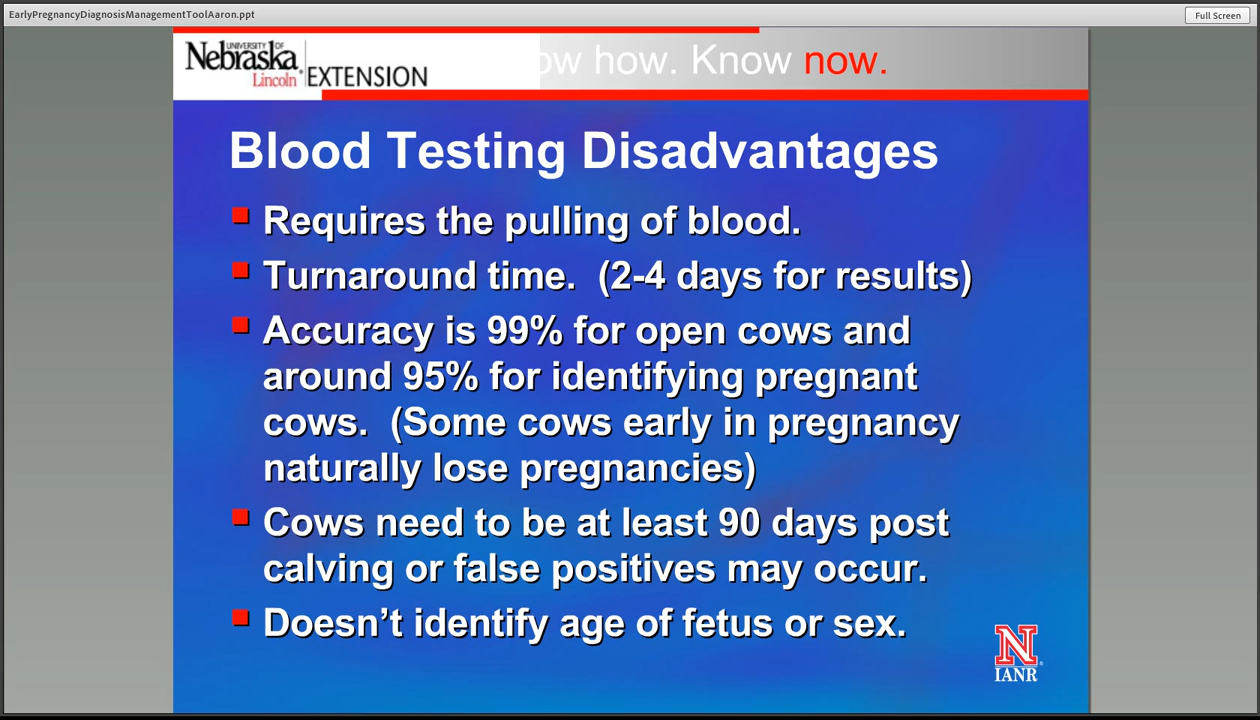 EarlyPregnancyDiagnosisManagementToolAaron.ppt
Full Screen
UNIVERSITY OF
Nebraska
Lincoln
EXTENSION
ow how. Know now.
Blood Testing Disadvantages
Requires the pulling of blood.
Turnaround time. (2-4 days for results)
Accuracy is 99% for open cows and
around 95% for identifying pregnant
cows. (Some cows early in pregnancy
naturally lose pregnancies)
Cows need to be at least 90 days post
calving or false positives may occur.
Doesn’t identify age of fetus or sex.
N
IANR